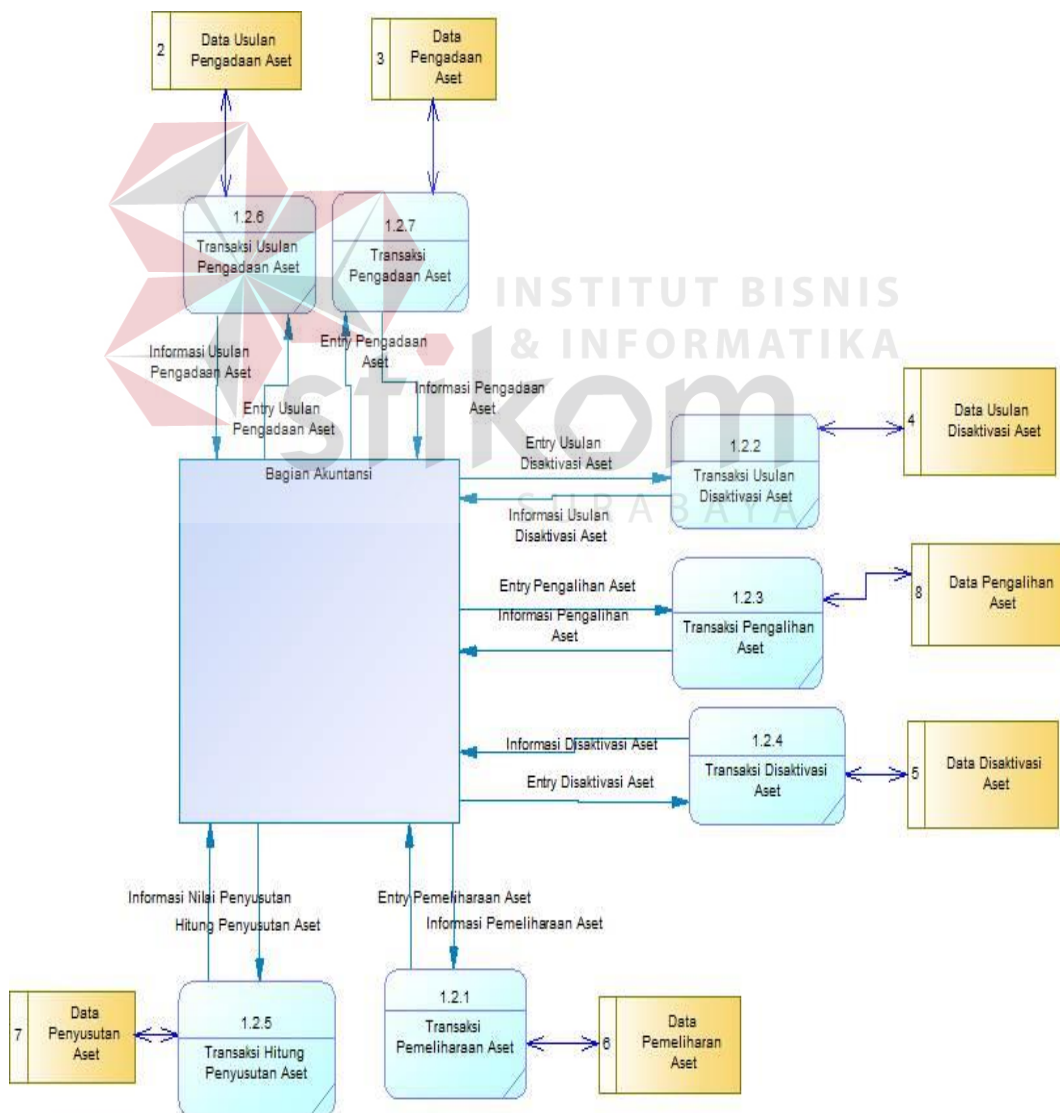 2
Data Usulan
Pengadaan Aset
3
Data
Pengadaan
Aset
1.2.6
Transaksi Usulan
Pengadaan Aset
1.2.7
Transaksi
Pengadaan Aset
INSTITUT BISNIS
& INFORMATIKA
stikom
SURABAYA
Informasi Usulan
Pengadaan Aset
Entry Usulan
Pengadaan Aset
Entry Pengadaan
Aset
Informasi Pengadaan
Aset
Bagian Akuntansi
Entry Usulan
Disaktivasi Aset
Informasi Usulan
Disaktivasi Aset
1.2.2
Transaksi Usulan
Disaktivasi Aset
4
Data Usulan
Disaktivasi Aset
Entry Pengalihan Aset
Informasi Pengalihan
Aset
1.2.3
Transaksi Pengalihan
Aset
8
Data Pengalihan
Aset
Informasi Disaktivasi Aset
Entry Disaktivasi Aset
1.2.4
Transaksi Disaktivasi
Aset
5
Data Disaktivasi
Aset
Informasi Nilai Penyusutan
Hitung Penyusutan Aset
Entry Pemeliharaan Aset
Informasi Pemeliharaan Aset
7
Data
Penyusutan
Aset
1.2.5
Transaksi Hitung
Penyusutan Aset
1.2.1
Transaksi
Pemeliharaan Aset
6
Data
Pemeliharan
Aset